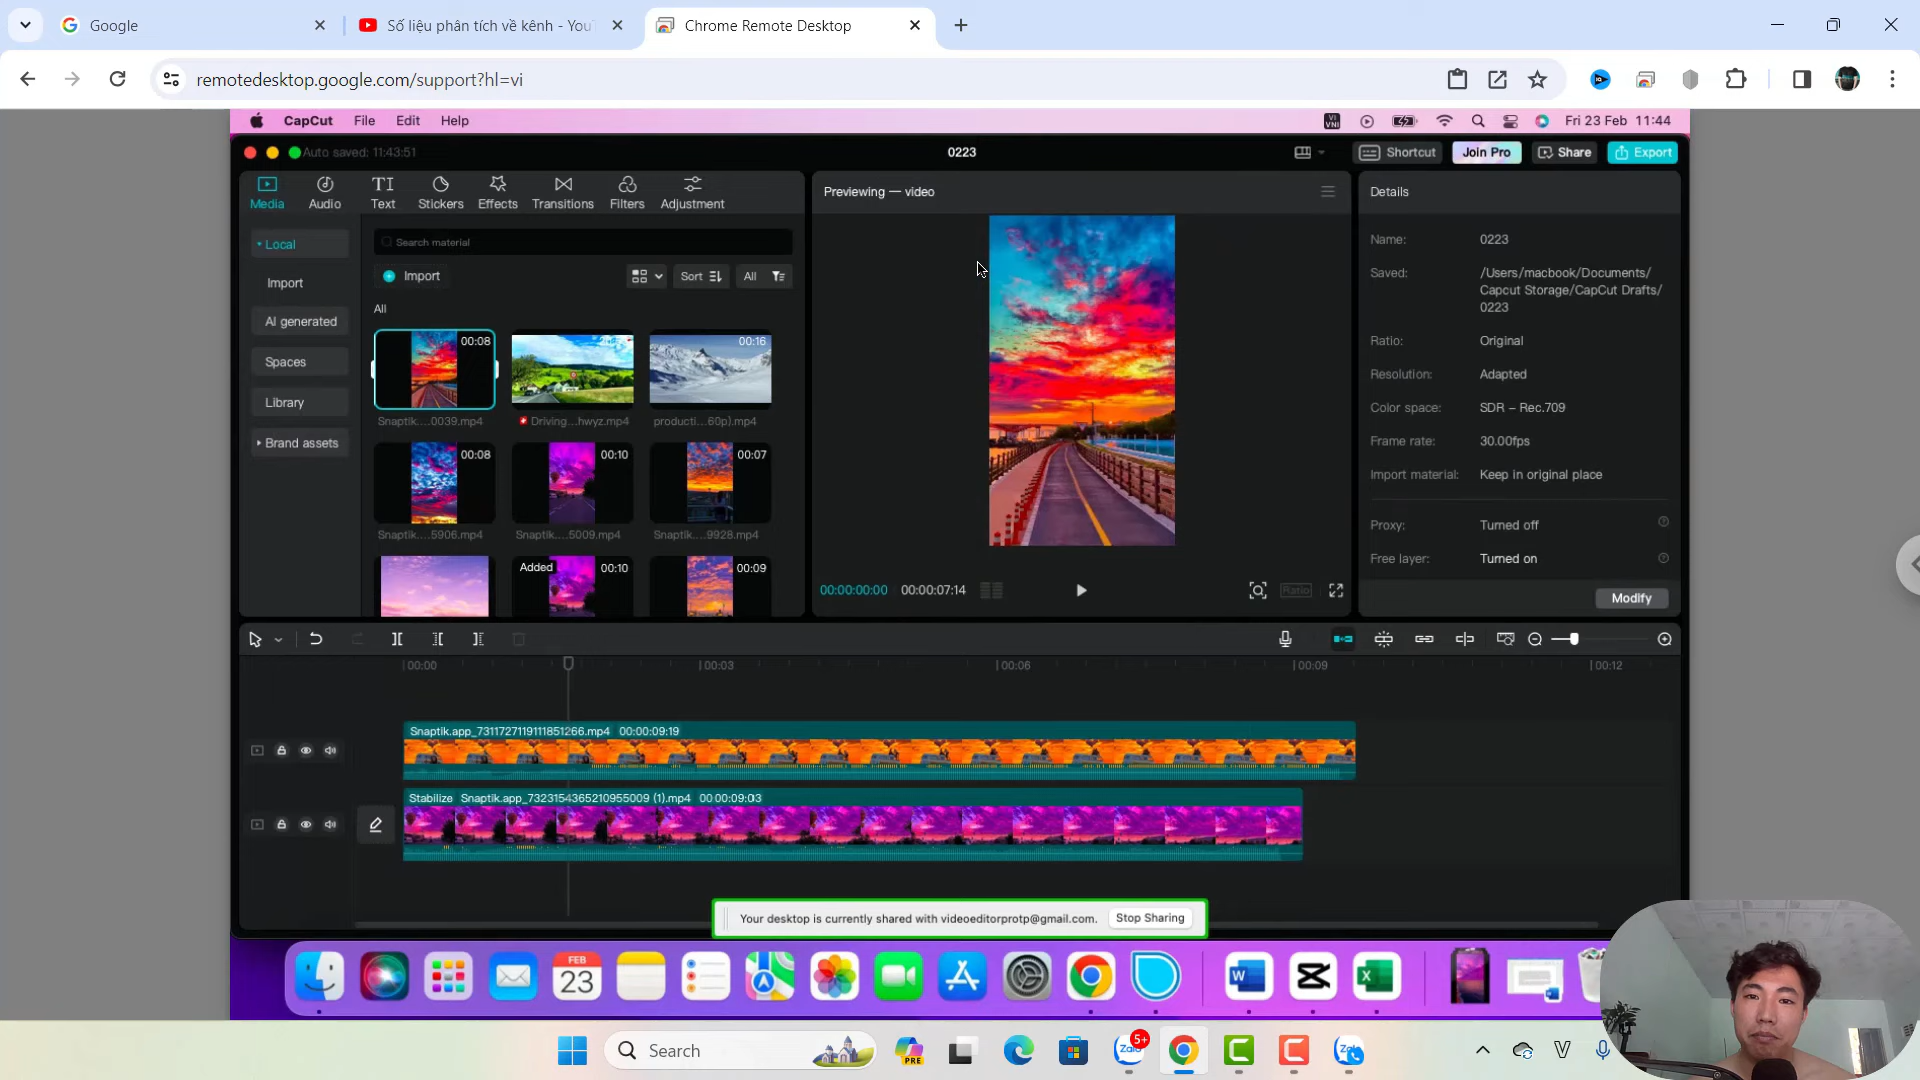 Google
Số liệu phân tích về kênh - You
Chrome Remote Desktop
remotedesktop.google.com/support?hl=vi
CapCut File Edit Help
VI
VNI
Fri 23 Feb 11:44
Auto saved: 11:43:51
0223
Shortcut
Join Pro
Share
Export
Media Audio Text Stickers Effects Transitions Filters Adjustment
TI
Previewing — video
Details
Local
Import
AI generated
Spaces
Library
Brand assets
Search material
Import
Sort
All
All
00:08
00:16
Snaptik....0039.mp4
Driving...hwyz.mp4
producti...60p).mp4
00:08
00:10
00:07
Snaptik....5906.mp4
Snaptik....5009.mp4
Snaptik....9928.mp4
Added
00:10
00:09
00:00:00:00
00:00:07:14
Ratio
Name: 0223
Saved: /Users/macbook/Documents/
Capcut Storage/CapCut Drafts/
0223
Ratio: Original
Resolution: Adapted
Color space: SDR – Rec.709
Frame rate: 30.00fps
Import material: Keep in original place
Proxy: Turned off
Free layer: Turned on
Modify
00:00
00:03
00:06
00:09
00:12
Snaptik.app_7311727119111851266.mp4 00:00:09:19
Stabilize Snaptik.app_7323154365210955009 (1).mp4 00:00:09:03
Your desktop is currently shared with videoeditorprotp@gmail.com. Stop Sharing
FEB
23
Search
PRE
Zalo
5+